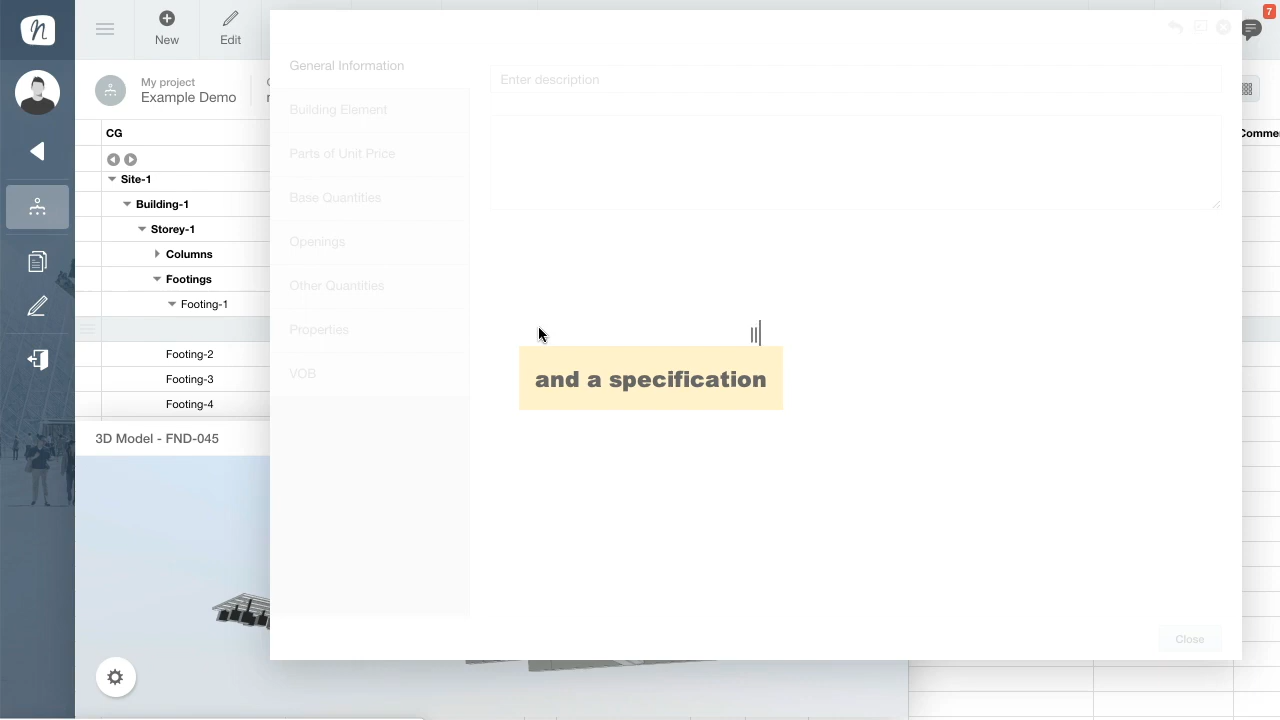 n
7
New
Edit
General Information
My project
Example Demo
Enter description
Building Element
CG
Parts of Unit Price
Site-1
Building-1
Base Quantities
Storey-1
Openings
Columns
Footings
Other Quantities
Footing-1
Properties
Footing-2
VOB
and a specification
Footing-3
Footing-4
3D Model - FND-045
Close